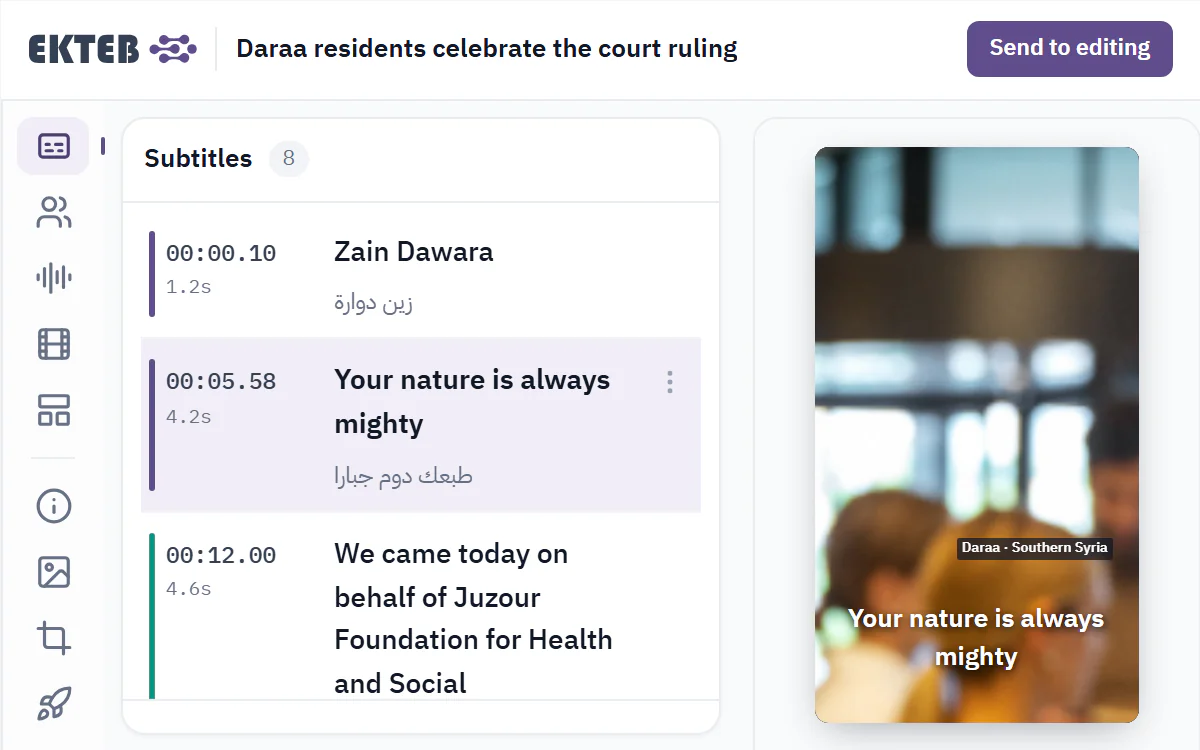 EKTEB
Daraa residents celebrate the court ruling
Send to editing
Subtitles 8
00:00.10
1.2s
Zain Dawara
زين دوارة
00:05.58
4.2s
Your nature is always
mighty
طبعك دوم جبارا
00:12.00
4.6s
We came today on
behalf of Juzour
Foundation for Health
and Social
Daraa · Southern Syria
Your nature is always
mighty